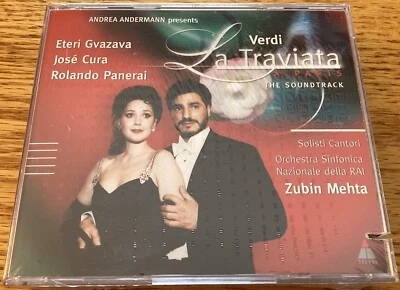 ANDREA ANDERMANN presents
Eteri Gvazava
José Cura
Rolando Panerai
Verdi
La Traviata
À PARIS
THE SOUNDTRACK
Solisti Cantori
Orchestra Sinfonica
Nazionale della RAI
Zubin Mehta